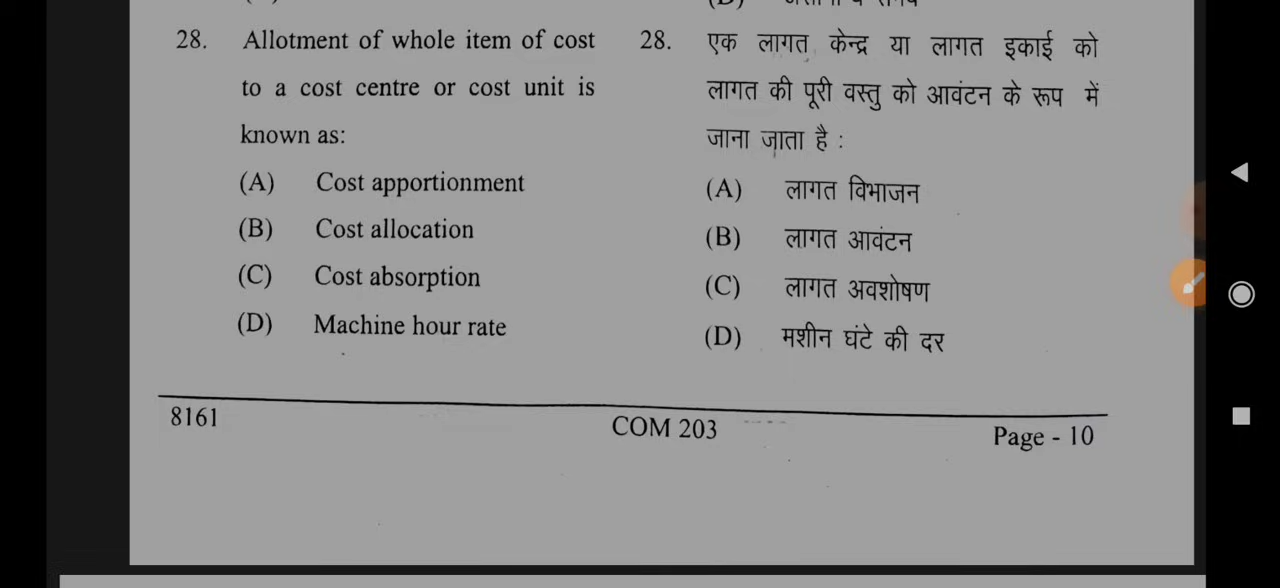 28. Allotment of whole item of cost
to a cost centre or cost unit is
known as:
(A) Cost apportionment
(B) Cost allocation
(C) Cost absorption
(D) Machine hour rate
28. एक लागत केन्द्र या लागत इकाई को
लागत की पूरी वस्तु को आवंटन के रूप में
जाना जाता है :
(A) लागत विभाजन
(B) लागत आवंटन
(C) लागत अवशोषण
(D) मशीन घंटे की दर
8161 COM 203 Page - 10